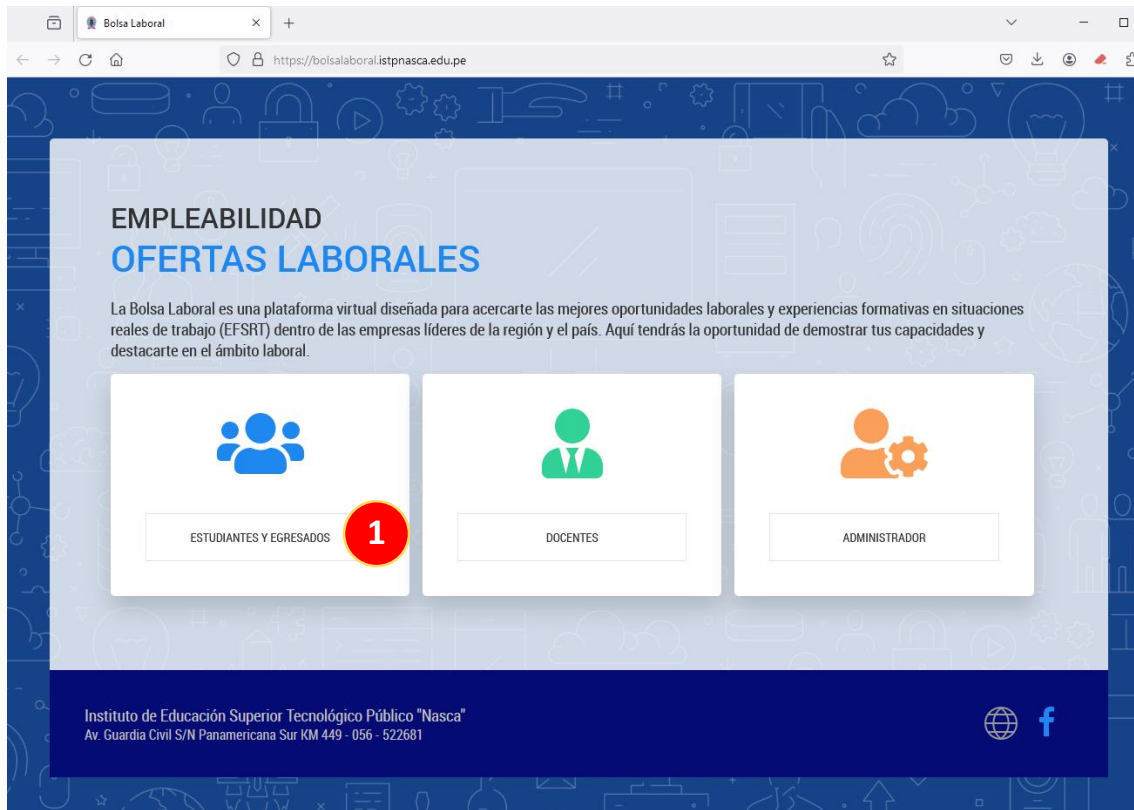 Bolsa Laboral
https://bolsalaboral.istpnasca.edu.pe
EMPLEABILIDAD
OFERTAS LABORALES
La Bolsa Laboral es una plataforma virtual diseñada para acercarte las mejores oportunidades laborales y experiencias formativas en situaciones
reales de trabajo (EFSRT) dentro de las empresas líderes de la región y el país. Aquí tendrás la oportunidad de demostrar tus capacidades y
destacarte en el ámbito laboral.
ESTUDIANTES Y EGRESADOS
1
DOCENTES
ADMINISTRADOR
Instituto de Educación Superior Tecnológico Público "Nasca"
Av. Guardia Civil S/N Panamericana Sur KM 449 - 056 - 522681